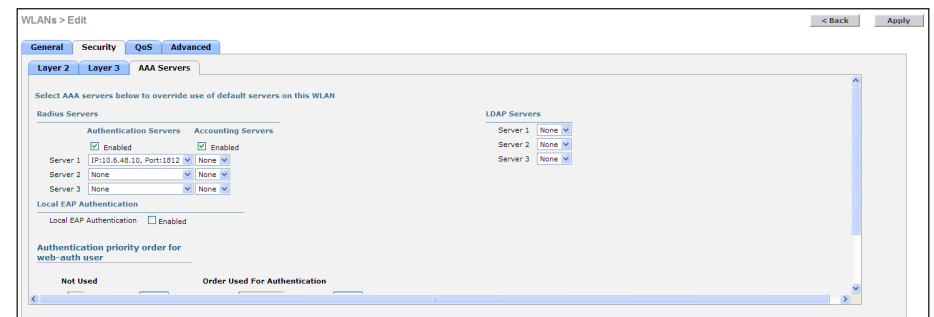 WLANs > Edit
< Back Apply
General Security QoS Advanced
Layer 2 Layer 3 AAA Servers
Select AAA servers below to override use of default servers on this WLAN
Radius Servers
Authentication Servers Accounting Servers
Enabled Enabled
Server 1 IP:10.6.48.10, Port:1812 None
Server 2 None None
Server 3 None None
LDAP Servers
Server 1 None
Server 2 None
Server 3 None
Local EAP Authentication
Local EAP Authentication Enabled
Authentication priority order for
web-auth user
Not Used Order Used For Authentication